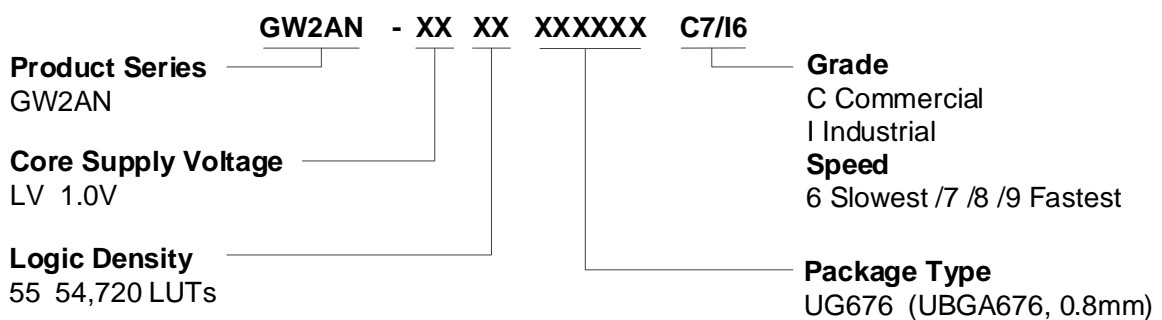 GW2AN - XX XX XXXXXX C7/I6
Product Series
GW2AN
Core Supply Voltage
LV 1.0V
Logic Density
55 54,720 LUTs
Grade
C Commercial
I Industrial
Speed
6 Slowest /7 /8 /9 Fastest
Package Type
UG676 (UBGA676, 0.8mm)